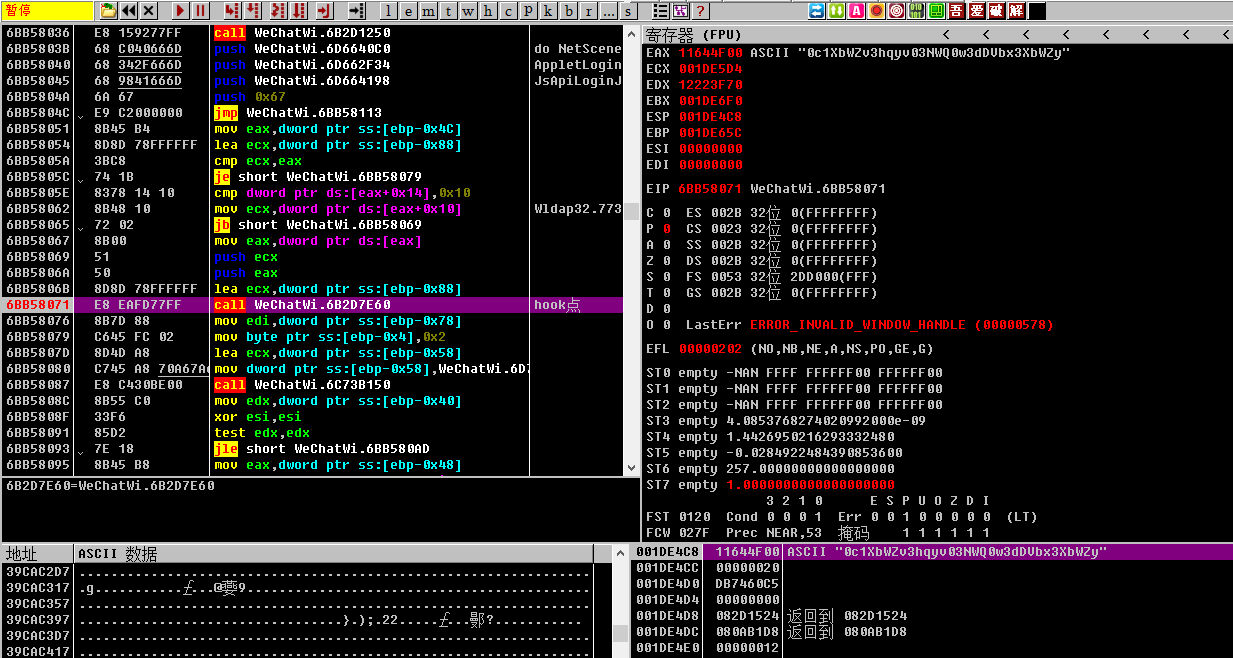 暂停 l e m t w h c p k b r ... s ? A 吾 爱 破 解
6BB58036 E8 159277FF call WeChatWi.6B2D1250
6BB5803B 68 C040666D push WeChatWi.6D6640C0 do NetScene
6BB58040 68 342F666D push WeChatWi.6D662F34 AppletLogin
6BB58045 68 9841666D push WeChatWi.6D664198 JsApiLoginJ
6BB5804A 6A 67 push 0x67
6BB5804C E9 C2000000 jmp WeChatWi.6BB58113
6BB58051 8B45 B4 mov eax,dword ptr ss:[ebp-0x4C]
6BB58054 8D8D 78FFFFFF lea ecx,dword ptr ss:[ebp-0x88]
6BB5805A 3BC8 cmp ecx,eax
6BB5805C 74 1B je short WeChatWi.6BB58079
6BB5805E 8378 14 10 cmp dword ptr ds:[eax+0x14],0x10
6BB58062 8B48 10 mov ecx,dword ptr ds:[eax+0x10] Wldap32.773
6BB58065 72 02 jb short WeChatWi.6BB58069
6BB58067 8B00 mov eax,dword ptr ds:[eax]
6BB58069 51 push ecx
6BB5806A 50 push eax
6BB5806B 8D8D 78FFFFFF lea ecx,dword ptr ss:[ebp-0x88]
6BB58071 E8 EAFD77FF call WeChatWi.6B2D7E60 hook点
6BB58076 8B7D 88 mov edi,dword ptr ss:[ebp-0x78]
6BB58079 C645 FC 02 mov byte ptr ss:[ebp-0x4],0x2
6BB5807D 8D4D A8 lea ecx,dword ptr ss:[ebp-0x58]
6BB58080 C745 A8 70A67A mov dword ptr ss:[ebp-0x58],WeChatWi.6D7
6BB58087 E8 C430BE00 call WeChatWi.6C73B150
6BB5808C 8B55 C0 mov edx,dword ptr ss:[ebp-0x40]
6BB5808F 33F6 xor esi,esi
6BB58091 85D2 test edx,edx
6BB58093 7E 18 jle short WeChatWi.6BB580AD
6BB58095 8B45 B8 mov eax,dword ptr ss:[ebp-0x48]
6B2D7E60=WeChatWi.6B2D7E60
寄存器 (FPU) < < < < < < < <
EAX 11644F00 ASCII "0c1XbWZv3hqyv03NWQ0w3dDVbx3XbWZy"
ECX 001DE5D4
EDX 12223F70
EBX 001DE6F0
ESP 001DE4C8
EBP 001DE65C
ESI 00000000
EDI 00000000
EIP 6BB58071 WeChatWi.6BB58071
C 0 ES 002B 32位 0(FFFFFFFF)
P 0 CS 0023 32位 0(FFFFFFFF)
A 0 SS 002B 32位 0(FFFFFFFF)
Z 0 DS 002B 32位 0(FFFFFFFF)
S 0 FS 0053 32位 2DD000(FFF)
T 0 GS 002B 32位 0(FFFFFFFF)
D 0
O 0 LastErr ERROR_INVALID_WINDOW_HANDLE (00000578)
EFL 00000202 (NO,NB,NE,A,NS,PO,GE,G)
ST0 empty -NAN FFFF FFFFFF00 FFFFFF00
ST1 empty -NAN FFFF FFFFFF00 FFFFFF00
ST2 empty -NAN FFFF FFFFFF00 FFFFFF00
ST3 empty 4.0853768274020992000e-09
ST4 empty 1.4426950216293332480
ST5 empty -0.0284922484390853600
ST6 empty 257.00000000000000000
ST7 empty 1.0000000000000000000
3 2 1 0 E S P U O Z D I
FST 0120 Cond 0 0 0 1 Err 0 0 1 0 0 0 0 0 (LT)
FCW 027F Prec NEAR,53 掩码 1 1 1 1 1 1
地址 ASCII 数据
39CAC2D7
39CAC317
39CAC357
39CAC397
39CAC3D7
39CAC417
001DE4C8 11644F00 ASCII "0c1XbWZv3hqyv03NWQ0w3dDVbx3XbWZy"
001DE4CC 00000020
001DE4D0 DB7460C5
001DE4D4 00000000
001DE4D8 082D1524 返回到 082D1524
001DE4DC 080AB1D8 返回到 080AB1D8
001DE4E0 00000012